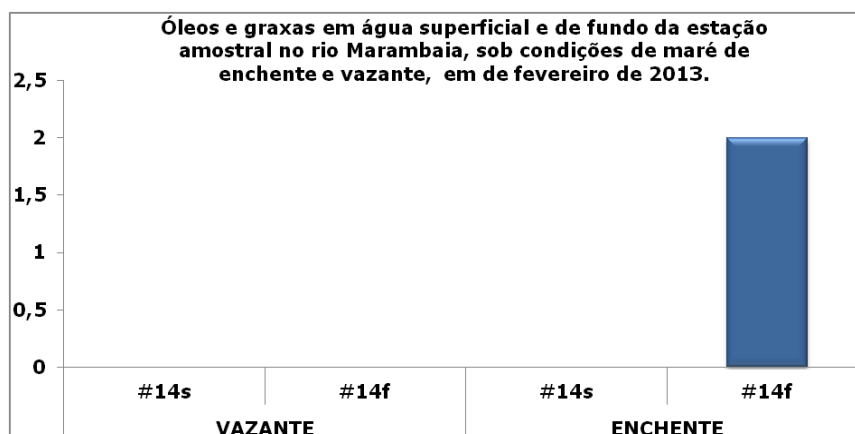 Óleos e graxas em água superficial e de fundo da estação
amostral no rio Marambaia, sob condições de maré de
enchente e vazante, em de fevereiro de 2013.
2,5
2
1,5
1
0,5
0
#14s #14f #14s #14f
VAZANTE ENCHENTE